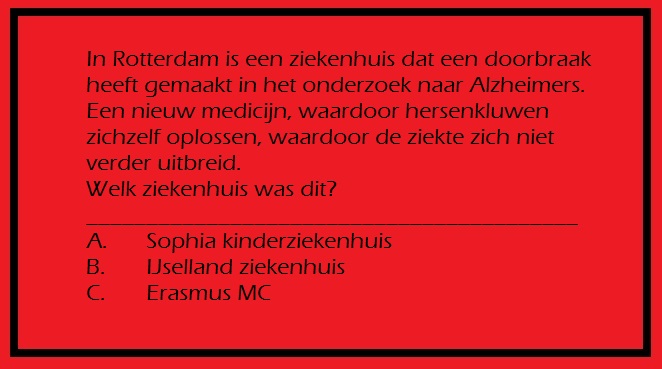 In Rotterdam is een ziekenhuis dat een doorbraak
heeft gemaakt in het onderzoek naar Alzheimers.
Een nieuw medicijn, waardoor hersenkluwen
zichzelf oplossen, waardoor de ziekte zich niet
verder uitbreid.
Welk ziekenhuis was dit?
A. Sophia kinderziekenhuis
B. IJselland ziekenhuis
C. Erasmus MC